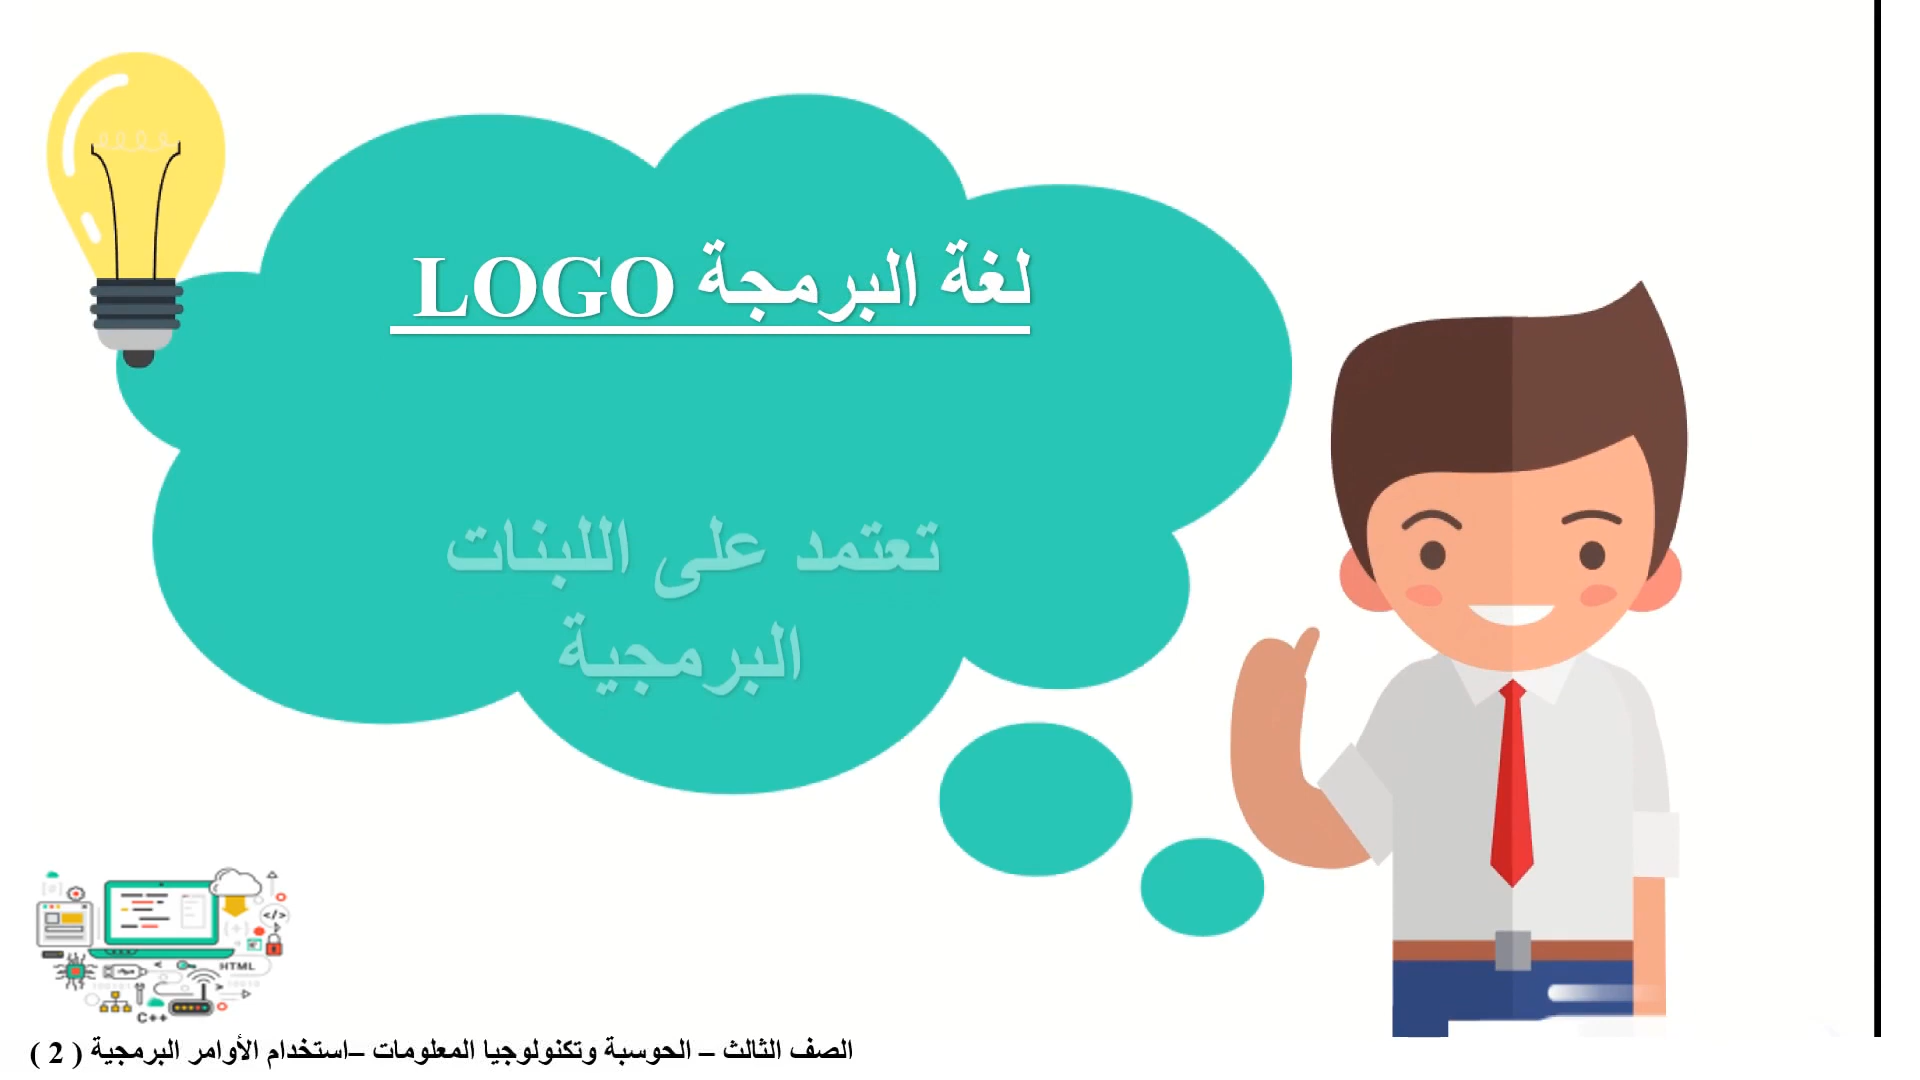 لغة البرمجة LOGO
تعتمد على اللبنات
البرمجية
HTML
C++
الصف الثالث – الحوسبة وتكنولوجيا المعلومات –استخدام الأوامر البرمجية ( 2 )